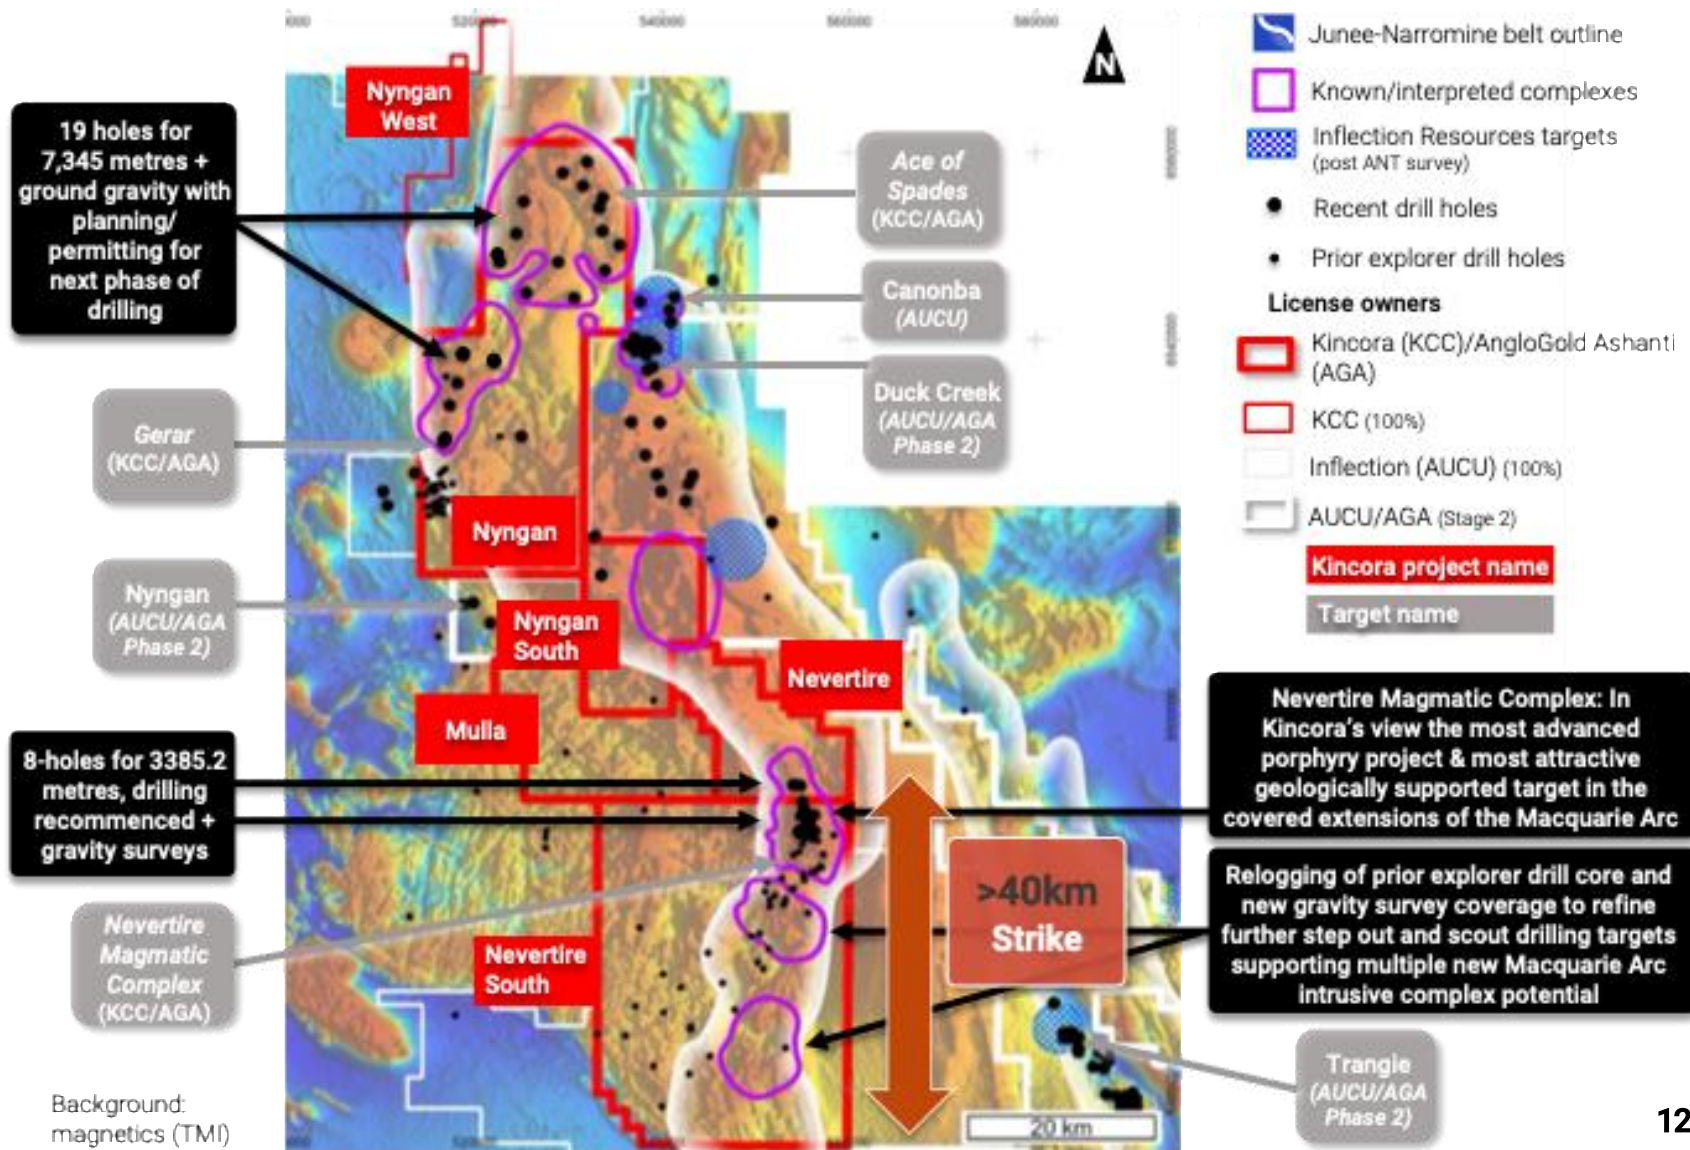 520000
540000
560000
580000
N
Nyngan
West
19 holes for
7,345 metres +
ground gravity with
planning/
permitting for
next phase of
drilling
Ace of
Spades
(KCC/AGA)
Canonba
(AUCU)
Duck Creek
(AUCU/AGA
Phase 2)
Gerar
(KCC/AGA)
Nyngan
Nyngan
(AUCU/AGA
Phase 2)
Nyngan
South
Nevertire
Mulla
8-holes for 3385.2
metres, drilling
recommenced +
gravity surveys
Nevertire
Magmatic
Complex
(KCC/AGA)
Nevertire
South
>40km
Strike
Junee-Narromine belt outline
Known/interpreted complexes
Inflection Resources targets
(post ANT survey)
Recent drill holes
Prior explorer drill holes
License owners
Kincora (KCC)/AngloGold Ashanti
(AGA)
KCC (100%)
Inflection (AUCU) (100%)
AUCU/AGA (Stage 2)
Kincora project name
Target name
Nevertire Magmatic Complex: In
Kincora's view the most advanced
porphyry project & most attractive
geologically supported target in the
covered extensions of the Macquarie Arc
Relogging of prior explorer drill core and
new gravity survey coverage to refine
further step out and scout drilling targets
supporting multiple new Macquarie Arc
intrusive complex potential
Trangie
(AUCU/AGA
Phase 2)
20 km
Background:
magnetics (TMI)
12